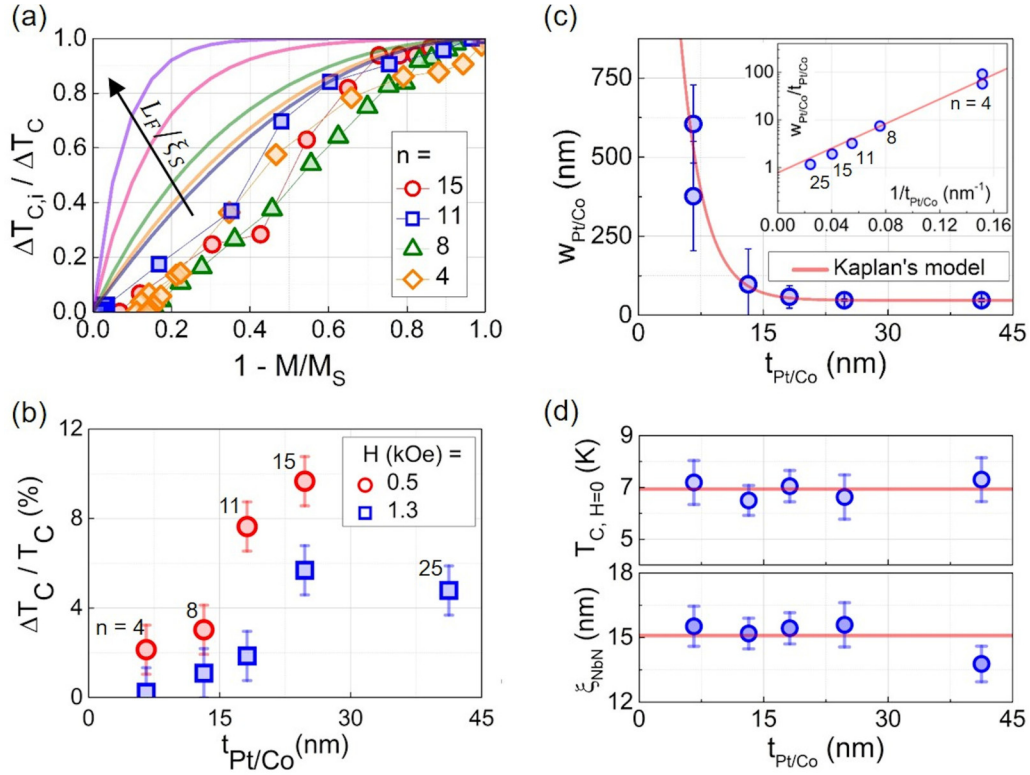 (a)
1.0
0.8
0.6
0.4
0.2
0.0
ΔT_C,i / ΔT_C
L_F/ξ_S
n =
15
11
8
4
0.0 0.2 0.4 0.6 0.8 1.0
1 - M/M_S
(b)
12
8
4
0
ΔT_C / T_C (%)
H (kOe) =
0.5
1.3
n = 4
8
11
15
25
0 15 30 45
t_Pt/Co (nm)
(c)
750
500
250
0
w_Pt/Co (nm)
100
10
1
w_Pt/Co/t_Pt/Co
n = 4
8
11
15
25
0.00 0.04 0.08 0.12 0.16
1/t_Pt/Co (nm⁻¹)
Kaplan's model
0 15 30 45
t_Pt/Co (nm)
(d)
9
7
5
T_C, H=0 (K)
18
15
12
ξ_NbN (nm)
0 15 30 45
t_Pt/Co (nm)